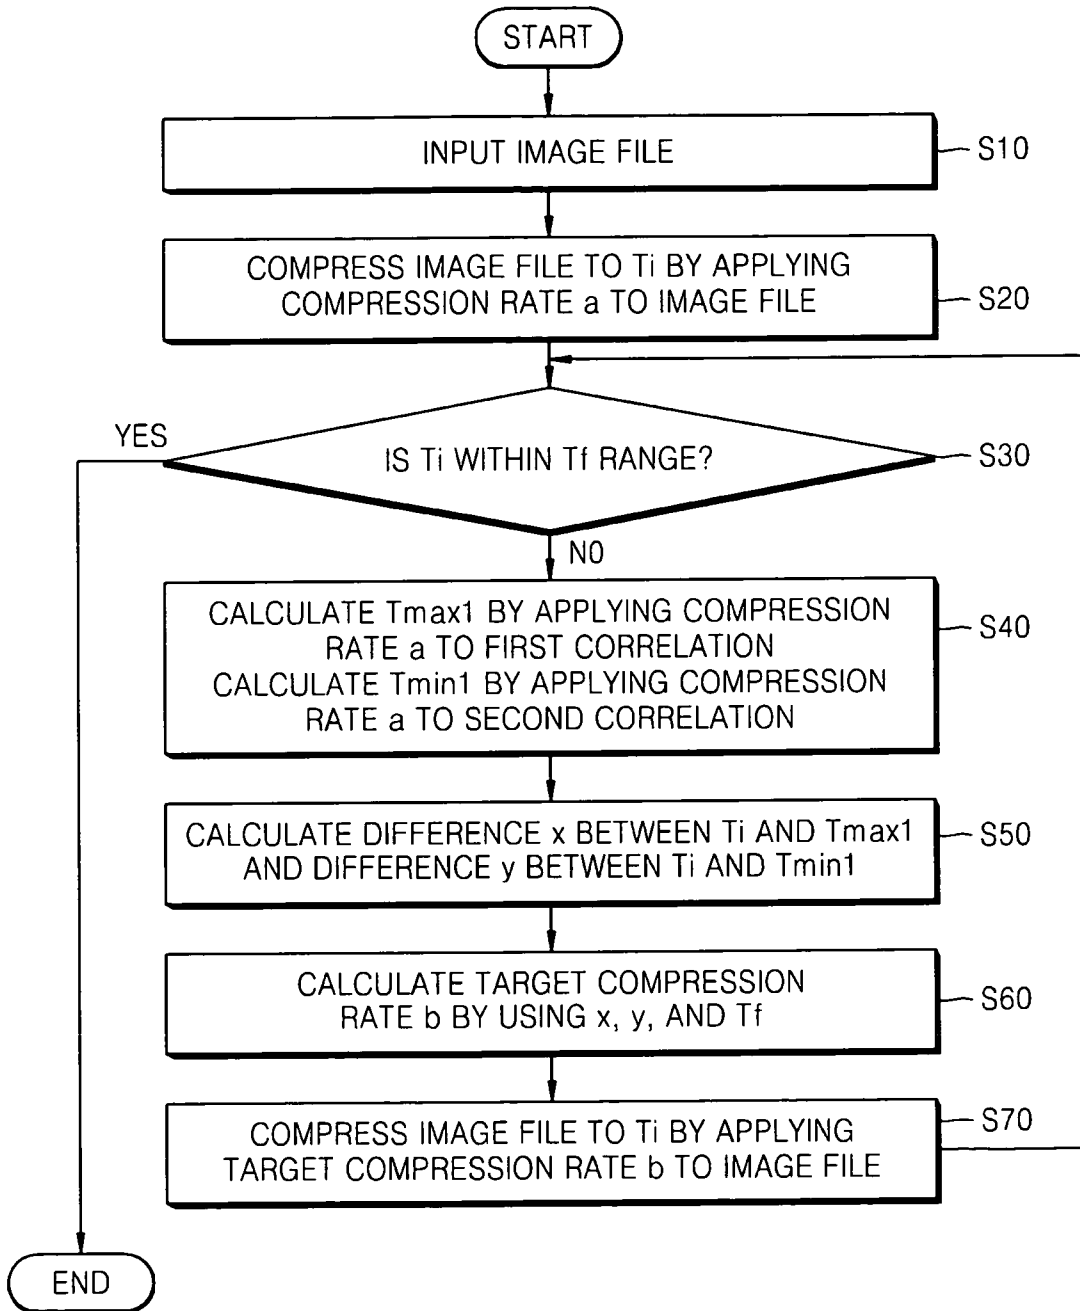 START
INPUT IMAGE FILE
S10
COMPRESS IMAGE FILE TO Ti BY APPLYING
COMPRESSION RATE a TO IMAGE FILE
S20
YES
IS Ti WITHIN Tf RANGE?
S30
NO
CALCULATE Tmax1 BY APPLYING COMPRESSION
RATE a TO FIRST CORRELATION
CALCULATE Tmin1 BY APPLYING COMPRESSION
RATE a TO SECOND CORRELATION
S40
CALCULATE DIFFERENCE x BETWEEN Ti AND Tmax1
AND DIFFERENCE y BETWEEN Ti AND Tmin1
S50
CALCULATE TARGET COMPRESSION
RATE b BY USING x, y, AND Tf
S60
COMPRESS IMAGE FILE TO Ti BY APPLYING
TARGET COMPRESSION RATE b TO IMAGE FILE
S70
END